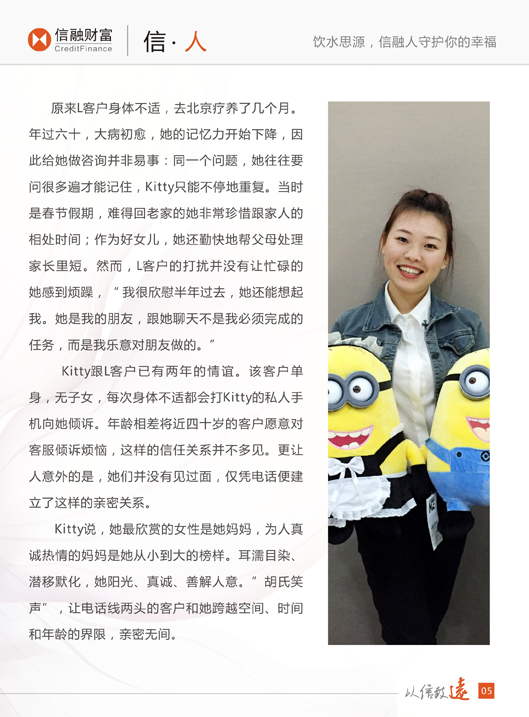 信融财富
CreditFinance
信·人
饮水思源，信融人守护你的幸福
原来L客户身体不适，去北京疗养了几个月。
年过六十，大病初愈，她的记忆力开始下降，因
此给她做咨询并非易事：同一个问题，她往往要
问很多遍才能记住，Kitty只能不停地重复。当时
是春节假期，难得回老家的她非常珍惜跟家人的
相处时间；作为好女儿，她还勤快地帮父母处理
家长里短。然而，L客户的打扰并没有让忙碌的
她感到烦躁，“我很欣慰半年过去，她还能想起
我。她是我的朋友，跟她聊天不是我必须完成的
任务，而是我乐意对朋友做的。”
Kitty跟L客户已有两年的情谊。该客户单
身，无子女，每次身体不适都会打Kitty的私人手
机向她倾诉。年龄相差将近四十岁的客户愿意对
客服倾诉烦恼，这样的信任关系并不多见。更让
人意外的是，她们并没有见过面，仅凭电话便建
立了这样的亲密关系。
Kitty说，她最欣赏的女性是她妈妈，为人真
诚热情的妈妈是她从小到大的榜样。耳濡目染、
潜移默化，她阳光、真诚、善解人意。“胡氏笑
声”，让电话线两头的客户和她跨越空间、时间
和年龄的界限，亲密无间。
以信致遠
05